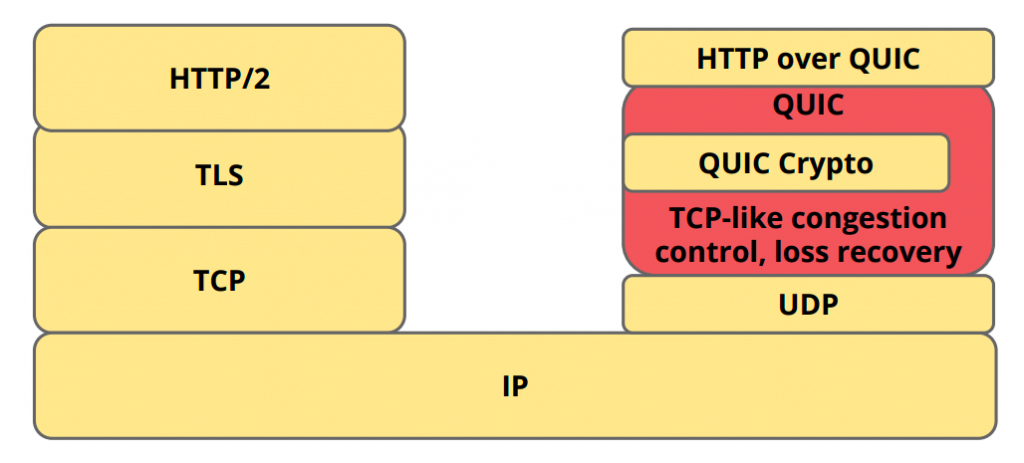 HTTP/2
TLS
TCP
HTTP over QUIC
QUIC
QUIC Crypto
TCP-like congestion
control, loss recovery
UDP
IP